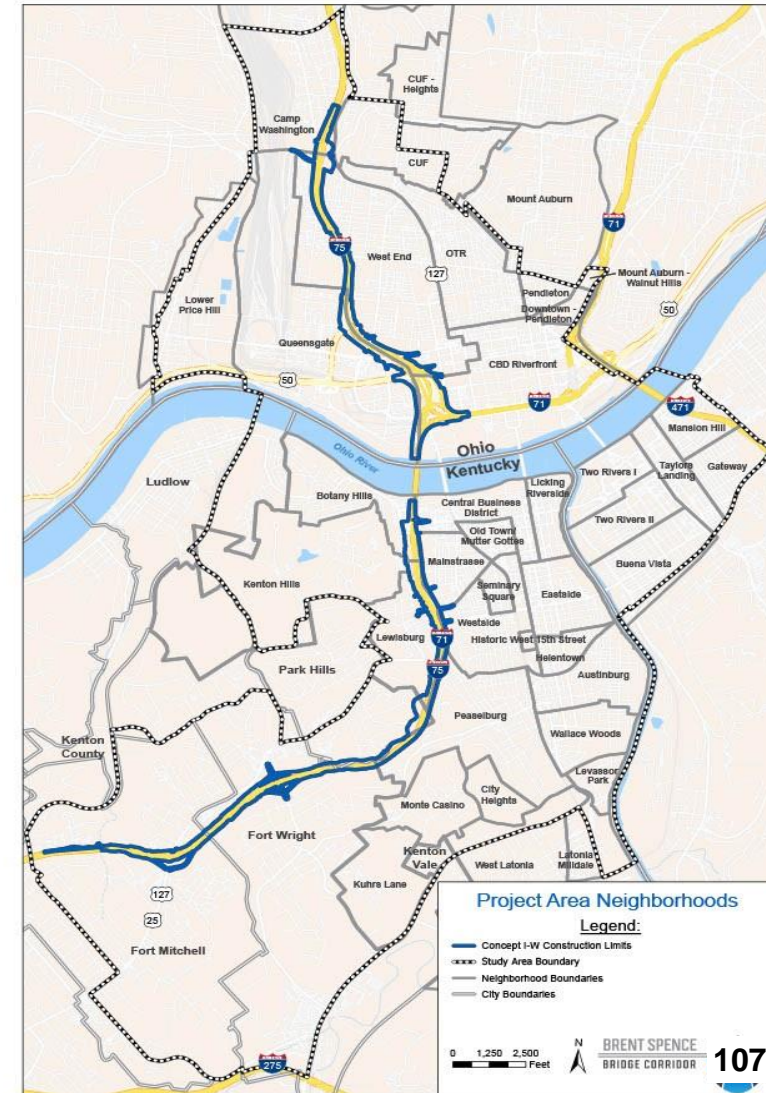 CUF -
Heights
Camp
Washington
CUF
Mount Auburn
71
75
West End
OTR
127
Mount Auburn -
Walnut Hills
Pendleton
Downtown -
Pendleton
50
Lower
Price Hill
Queensgate
CBD Riverfront
50
71
471
Mansion Hill
Ohio
Kentucky
Ohio River
Ludlow
Botany Hills
Central Business
District
Licking
Riverside
Two Rivers I
Taylors
Landing
Gateway
Old Town/
Mutter Gottes
Two Rivers II
Mainstrasse
Buena Vista
Kenton Hills
Seminary
Square
Eastside
Westside
Lewisburg
71
Historic West 15th Street
Helentown
75
Park Hills
Austinburg
Peaselburg
Kenton
County
Wallace Woods
Levassor
Park
City
Heights
Monte Casino
Fort Wright
Kenton
Vale
West Latonia
Latonia
Milldale
Kuhrs Lane
127
25
Fort Mitchell
275
Project Area Neighborhoods
Legend:
Concept I-W Construction Limits
Study Area Boundary
Neighborhood Boundaries
City Boundaries
0 1,250 2,500
Feet
N
BRENT SPENCE
BRIDGE CORRIDOR
107